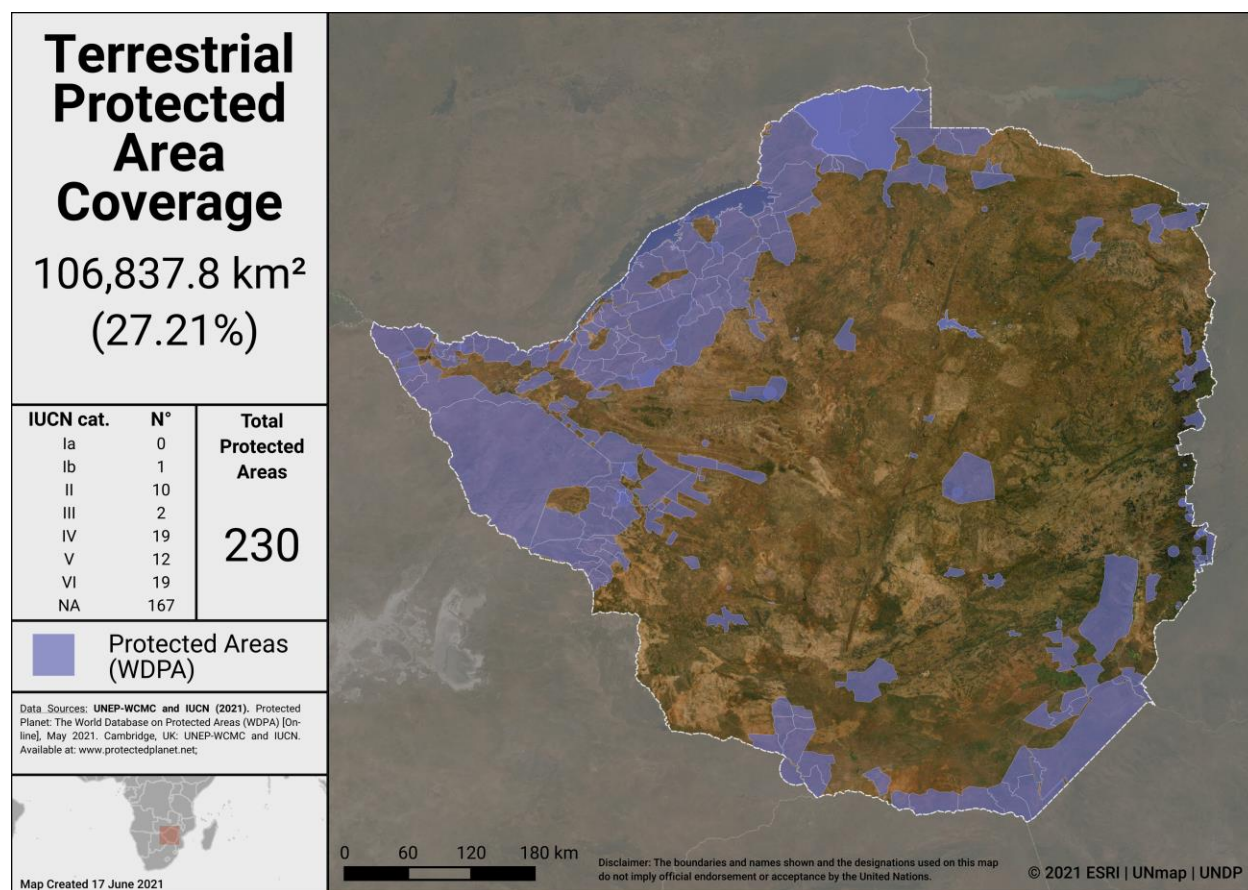 Terrestrial
Protected
Area
Coverage
106,837.8 km²
(27.21%)
IUCN cat. N°
Ia 0
Ib 1
II 10
III 2
IV 19
V 12
VI 19
NA 167
Total
Protected
Areas
230
Protected Areas
(WDPA)
Data Sources: UNEP-WCMC and IUCN (2021). Protected
Planet: The World Database on Protected Areas (WDPA) [On-
line], May 2021. Cambridge, UK: UNEP-WCMC and IUCN.
Available at: www.protectedplanet.net;
Map Created 17 June 2021
0 60 120 180 km
Disclaimer: The boundaries and names shown and the designations used on this map
do not imply official endorsement or acceptance by the United Nations.
© 2021 ESRI | UNmap | UNDP